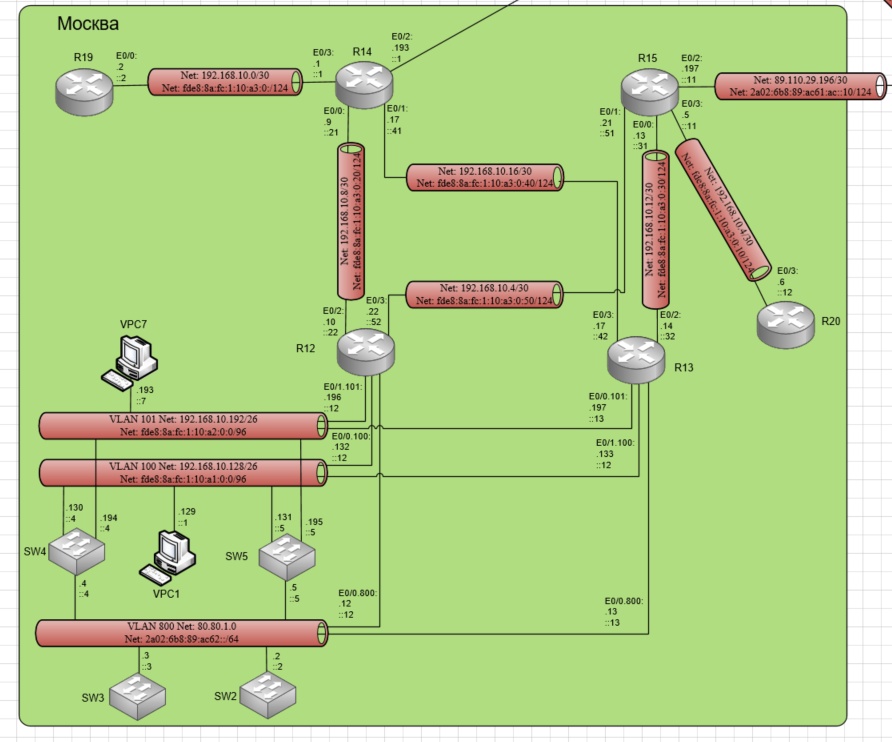 Москва
R19
E0/0:
.2
::2
Net: 192.168.10.0/30
Net: fde8:8a:fc:1:10:a3:0:/124
E0/3:
.1
::1
R14
E0/2:
.193
::1
E0/0:
.9
::21
E0/1:
.17
::41
R15
E0/2:
.197
::11
Net: 89.110.29.196/30
Net: 2a02:6b8:89:ac61:ac::10/124
E0/3:
.5
::11
E0/1:
.21
::51
E0/0:
.13
::31
Net: 192.168.10.16/30
Net: fde8:8a:fc:1:10:a3:0:40/124
Net: 192.168.10.8/30
Net: fde8:8a:fc:1:10:a3:0:20/124
Net: 192.168.10.12/30
Net: fde8:8a:fc:1:10:a3:0:30/124
Net: 192.168.10.4/30
Net: fde8:8a:fc:1:10:a3:0:10/124
Net: 192.168.10.4/30
Net: fde8:8a:fc:1:10:a3:0:50/124
E0/3:
.6
::12
R20
E0/2:
.10
::22
E0/3:
.22
::52
R12
E0/3:
.17
::42
E0/2:
.14
::32
R13
VPC7
.193
::7
E0/1.101:
.196
::12
E0/0.101:
.197
::13
VLAN 101 Net: 192.168.10.192/26
Net: fde8:8a:fc:1:10:a2:0:0/96
E0/0.100:
.132
::12
E0/1.100:
.133
::12
VLAN 100 Net: 192.168.10.128/26
Net: fde8:8a:fc:1:10:a1:0:0/96
.130
::4
.194
::4
.129
::1
.131
::5
.195
::5
SW4
VPC1
SW5
.4
::4
.5
::5
E0/0.800:
.12
::12
E0/0.800:
.13
::13
VLAN 800 Net: 80.80.1.0
Net: 2a02:6b8:89:ac62::/64
.3
::3
.2
::2
SW3
SW2